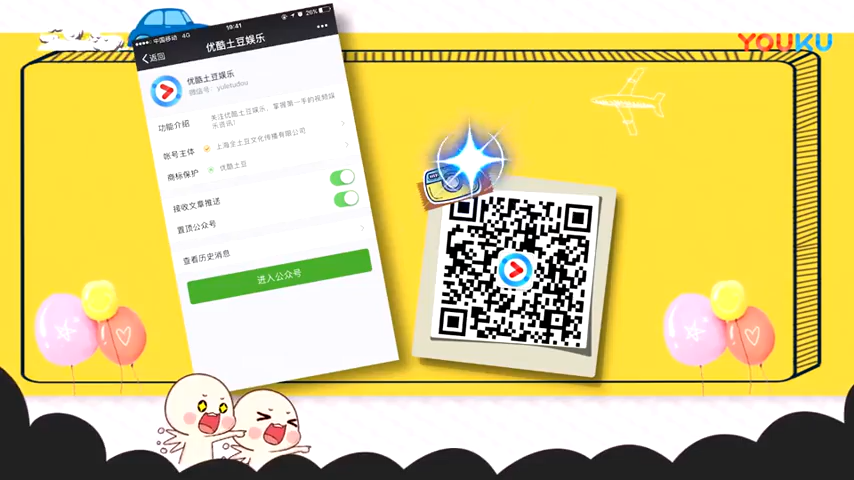 YOUKU
中国移动 4G
19:41
26%
返回
优酷土豆娱乐
优酷土豆娱乐
微信号: yuletudou
功能介绍
关注优酷土豆娱乐，掌握第一手的视频娱
乐资讯！
帐号主体
上海全土豆文化传播有限公司
商标保护
优酷土豆
接收文章推送
置顶公众号
查看历史消息
进入公众号